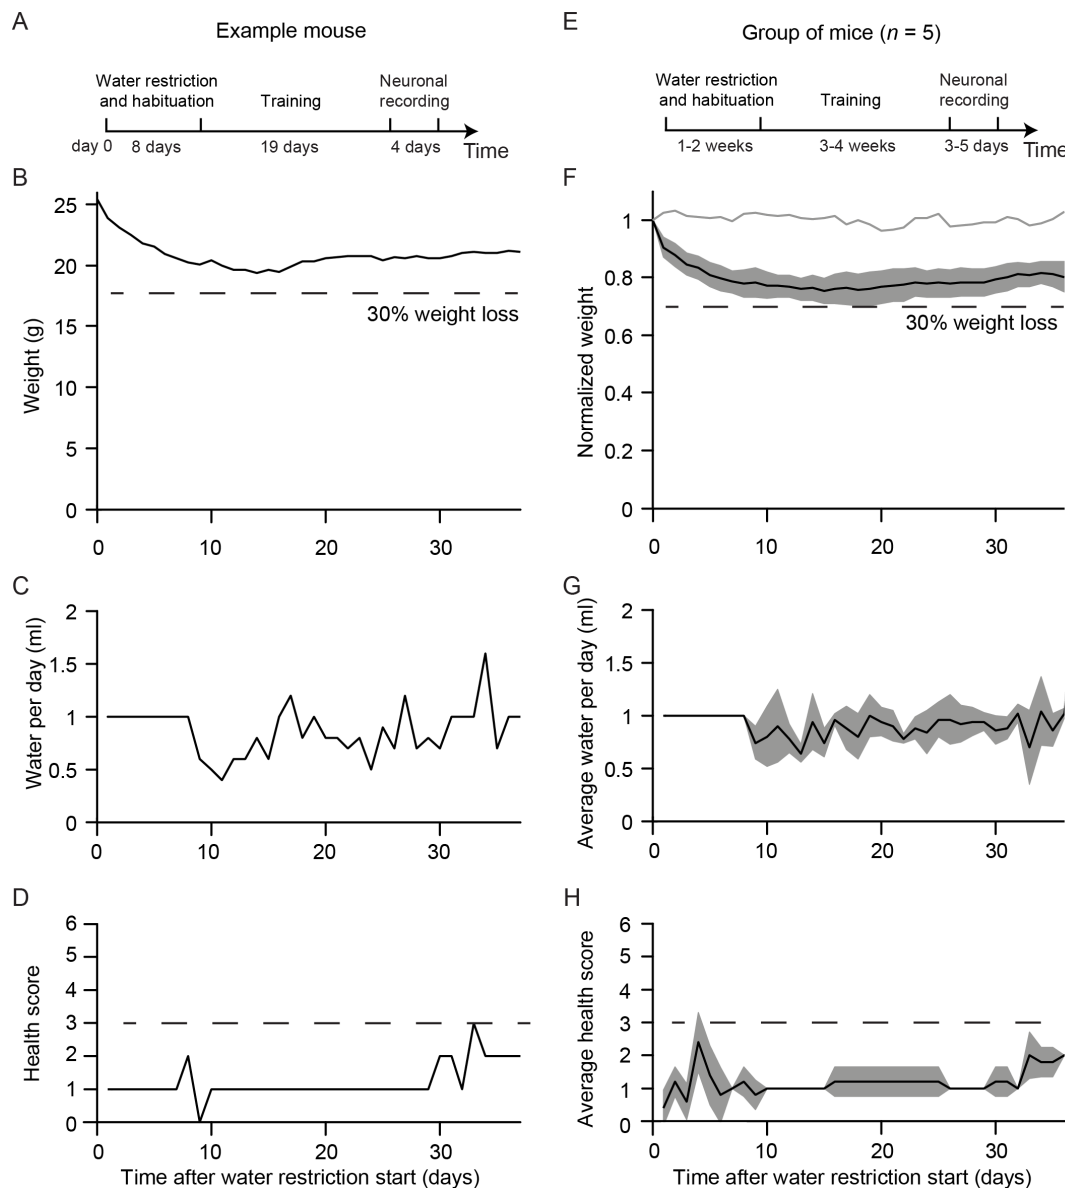 A
Example mouse
Water restriction
and habituation
Training
Neuronal
recording
day 0
8 days
19 days
4 days
Time
E
Group of mice (n = 5)
Water restriction
and habituation
Training
Neuronal
recording
1-2 weeks
3-4 weeks
3-5 days
Time
B
Weight (g)
25
20
15
10
5
0
30% weight loss
0
10
20
30
F
Normalized weight
1
0.8
0.6
0.4
0.2
0
30% weight loss
0
10
20
30
C
Water per day (ml)
2
1.5
1
0.5
0
0
10
20
30
G
Average water per day (ml)
2
1.5
1
0.5
0
0
10
20
30
D
Health score
6
5
4
3
2
1
0
0
10
20
30
Time after water restriction start (days)
H
Average health score
6
5
4
3
2
1
0
0
10
20
30
Time after water restriction start (days)